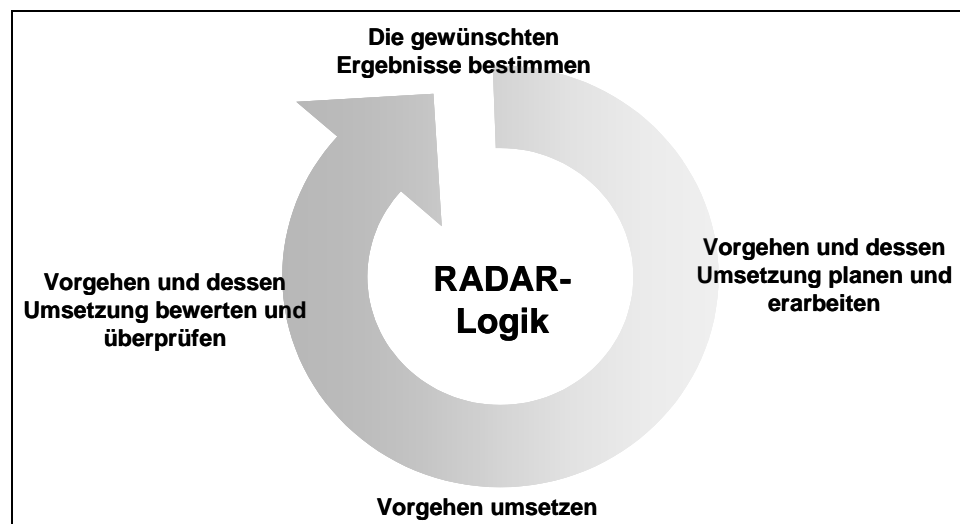 Die gewünschten
Ergebnisse bestimmen
Vorgehen und dessen
Umsetzung planen und
erarbeiten
Vorgehen umsetzen
Vorgehen und dessen
Umsetzung bewerten und
überprüfen
RADAR-
Logik